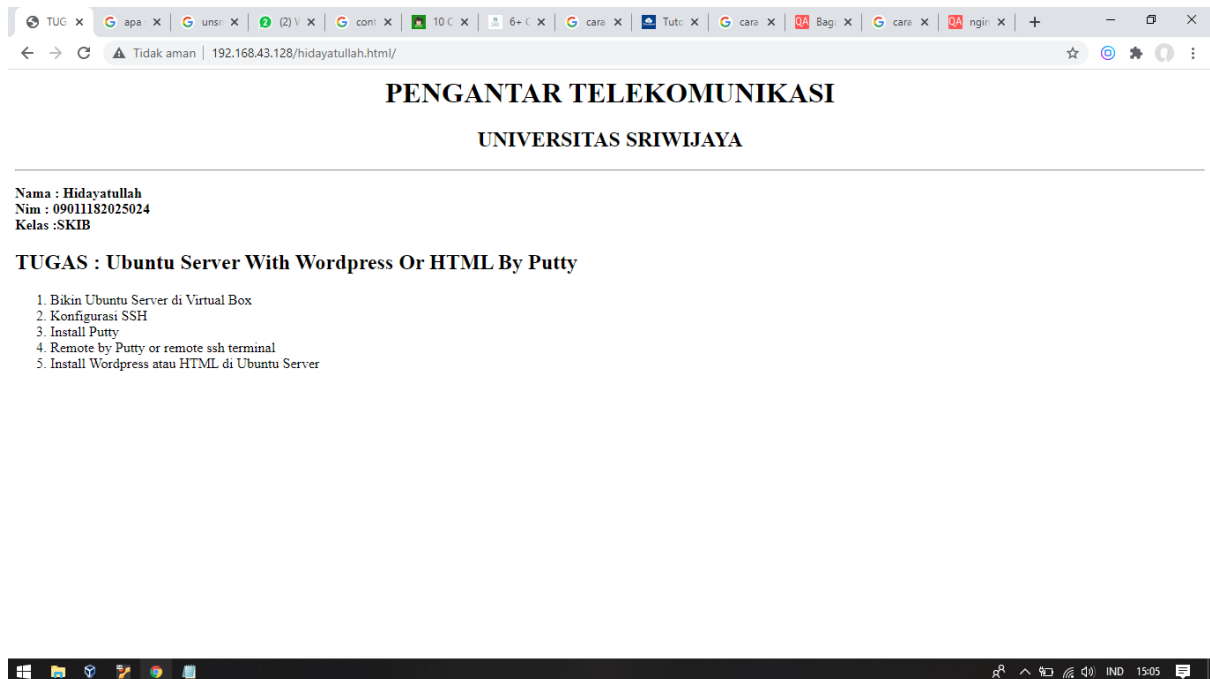 TUG
apa
unsr
(2) V
cont
10 C
6+ (
cara
Tuto
cara
Baga
cara
ngin
Tidak aman | 192.168.43.128/hidayatullah.html/
PENGANTAR TELEKOMUNIKASI
UNIVERSITAS SRIWIJAYA
Nama : Hidayatullah
Nim : 09011182025024
Kelas :SKIB
TUGAS : Ubuntu Server With Wordpress Or HTML By Putty
1. Bikin Ubuntu Server di Virtual Box
2. Konfigurasi SSH
3. Install Putty
4. Remote by Putty or remote ssh terminal
5. Install Wordpress atau HTML di Ubuntu Server
IND 15:05